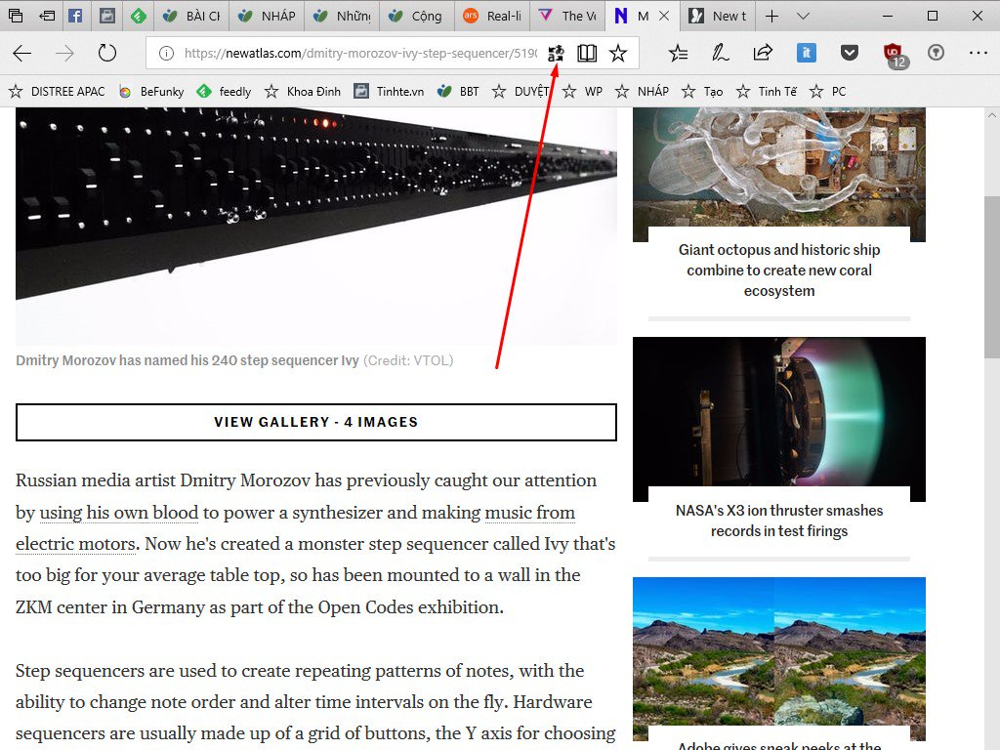 BÀI CH
NHÁP
Những
Cộng
ars
Real-li
The Ve
N
M
New t
https://newatlas.com/dmitry-morozov-ivy-step-sequencer/5190
12
DISTREE APAC
BeFunky
feedly
Khoa Đinh
Tinhte.vn
BBT
DUYỆT
WP
NHÁP
Tạo
Tinh Tế
PC
Dmitry Morozov has named his 240 step sequencer Ivy (Credit: VTOL)
VIEW GALLERY - 4 IMAGES
Russian media artist Dmitry Morozov has previously caught our attention
by using his own blood to power a synthesizer and making music from
electric motors. Now he's created a monster step sequencer called Ivy that's
too big for your average table top, so has been mounted to a wall in the
ZKM center in Germany as part of the Open Codes exhibition.
Step sequencers are used to create repeating patterns of notes, with the
ability to change note order and alter time intervals on the fly. Hardware
sequencers are usually made up of a grid of buttons, the Y axis for choosing
Giant octopus and historic ship
combine to create new coral
ecosystem
NASA's X3 ion thruster smashes
records in test firings
Adobe gives sneak peeks at the